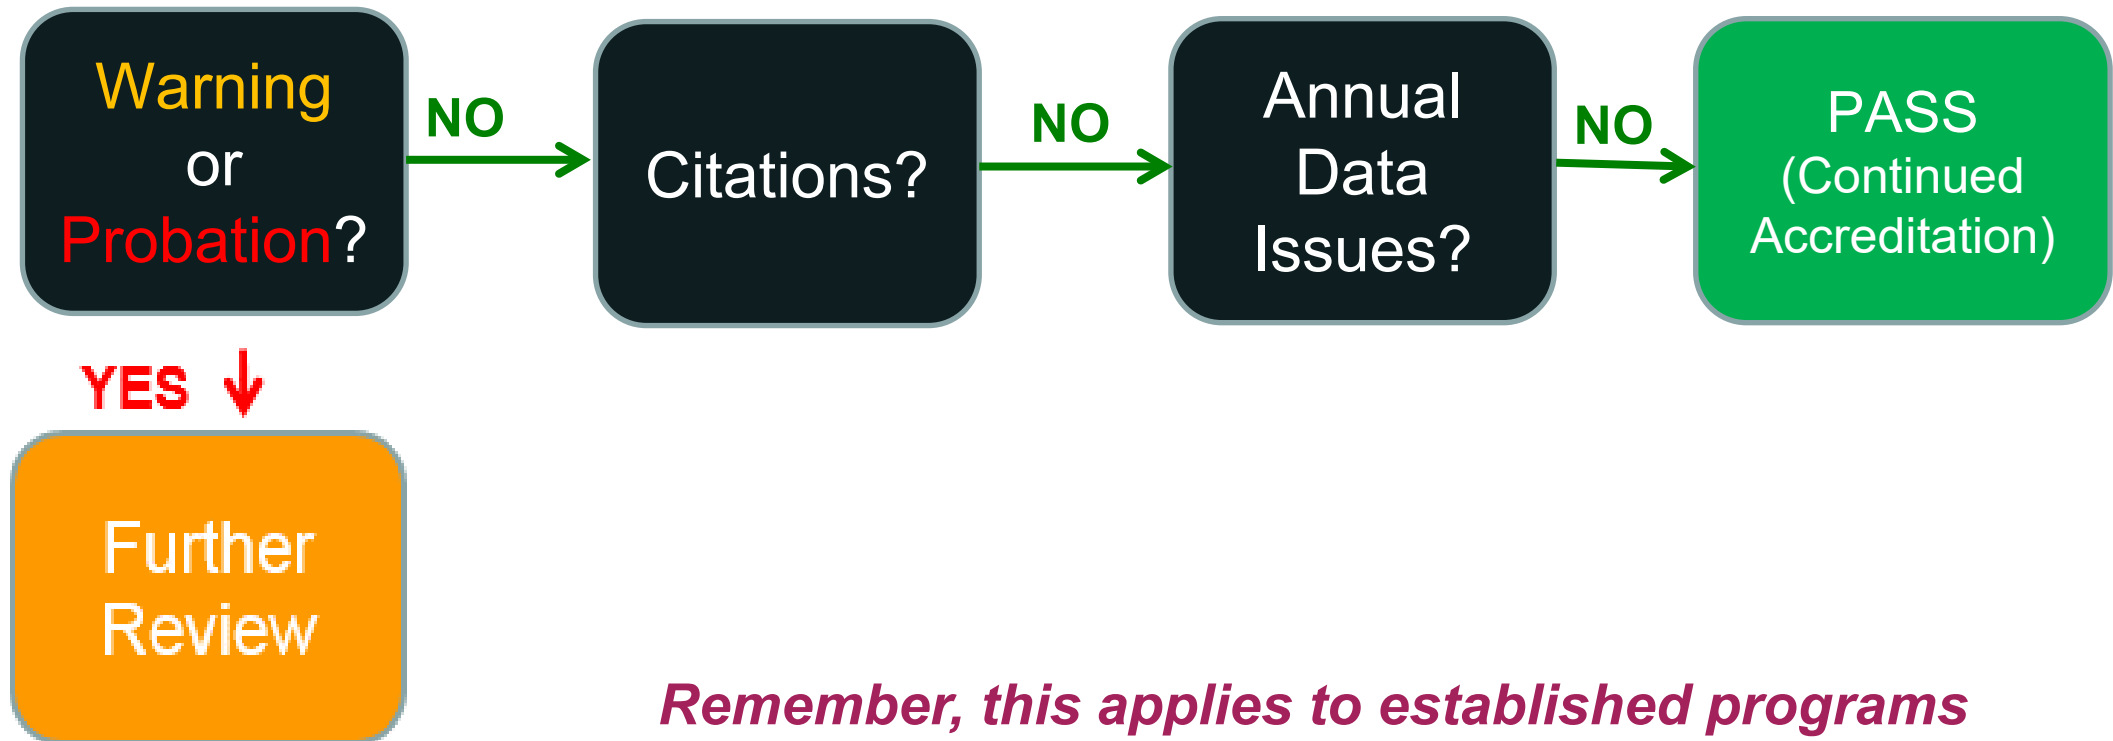 Warning
or
Probation?
NO
Citations?
NO
Annual
Data
Issues?
NO
PASS
(Continued
Accreditation)
YES ↓
Further
Review
Remember, this applies to established programs